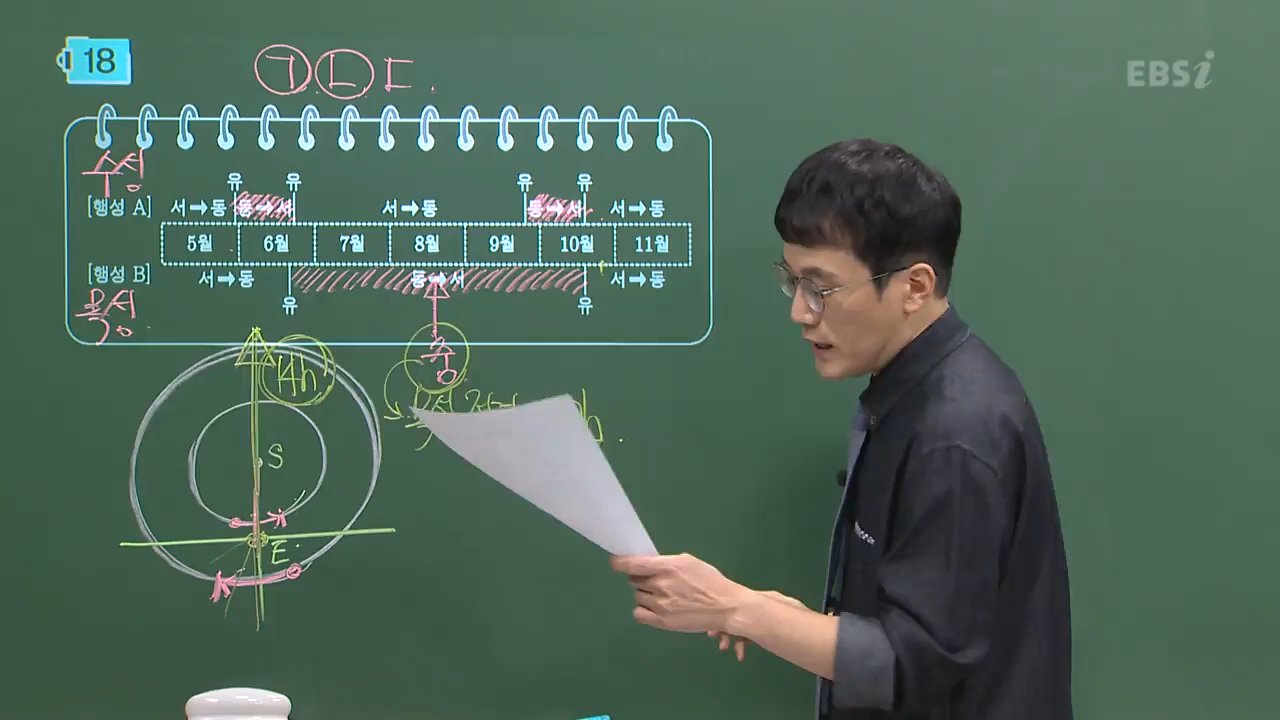 18
ㄱ ㄴ ㄷ .
EBSi
수성
유 유 유 유
[행성 A] 서→동 동→서 서→동 동→서 서→동
5월 6월 7월 8월 9월 10월 11월
[행성 B] 서→동 동→서 서→동
유 유
토성
14h
충
h .
S
E .